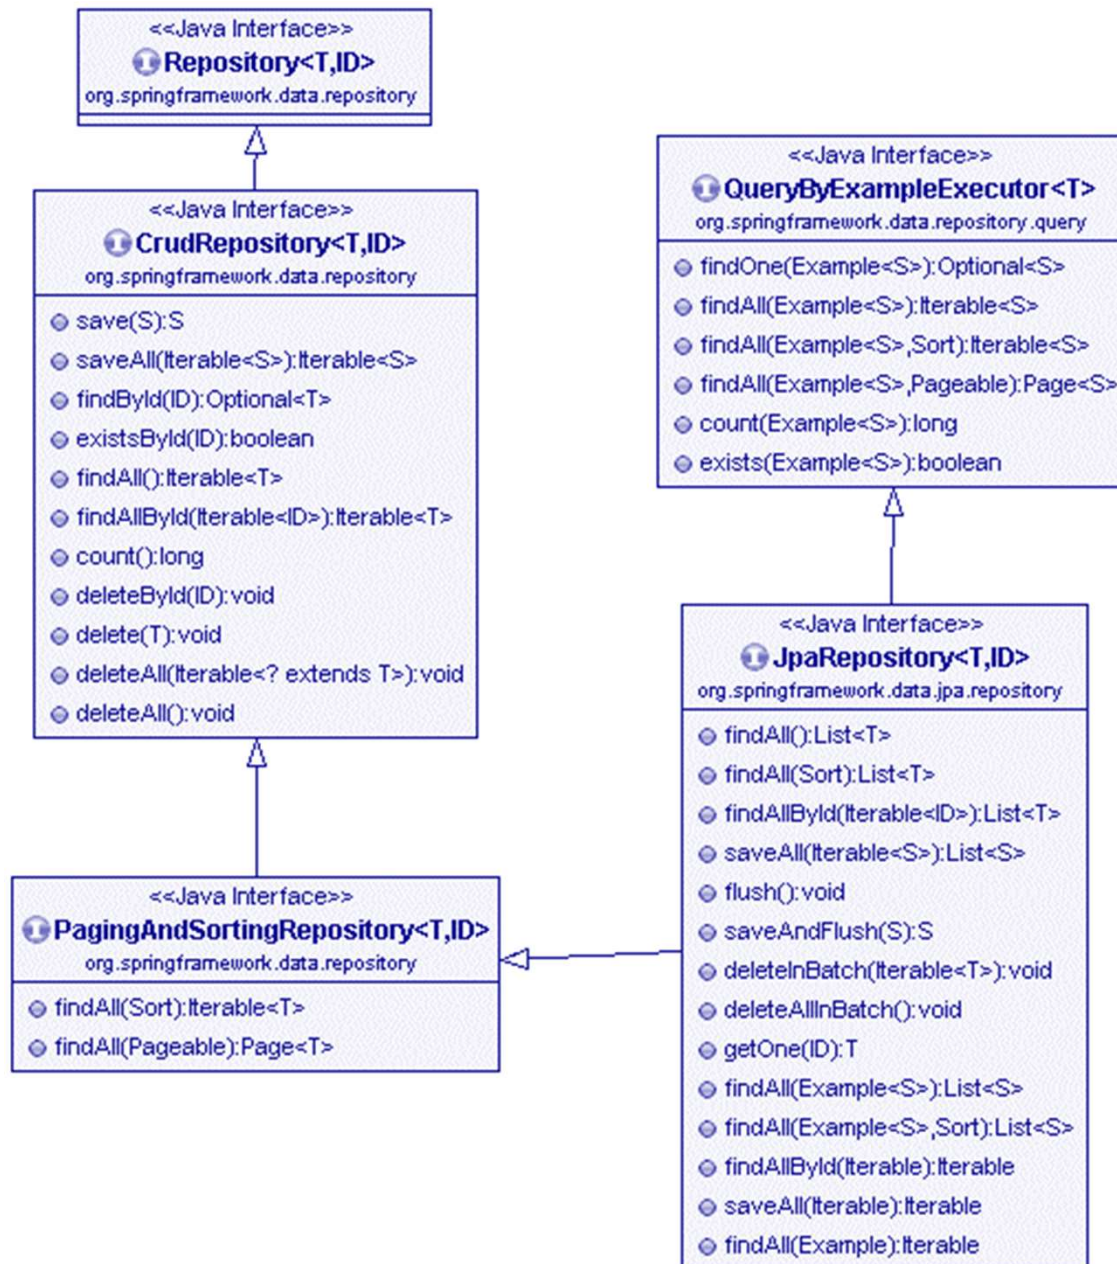 <<Java Interface>>
Repository<T,ID>
org.springframework.data.repository
<<Java Interface>>
CrudRepository<T,ID>
org.springframework.data.repository
save(S):S
saveAll(Iterable<S>):Iterable<S>
findById(ID):Optional<T>
existsById(ID):boolean
findAll():Iterable<T>
findAllById(Iterable<ID>):Iterable<T>
count():long
deleteById(ID):void
delete(T):void
deleteAll(Iterable<? extends T>):void
deleteAll():void
<<Java Interface>>
PagingAndSortingRepository<T,ID>
org.springframework.data.repository
findAll(Sort):Iterable<T>
findAll(Pageable):Page<T>
<<Java Interface>>
QueryByExampleExecutor<T>
org.springframework.data.repository.query
findOne(Example<S>):Optional<S>
findAll(Example<S>):Iterable<S>
findAll(Example<S>,Sort):Iterable<S>
findAll(Example<S>,Pageable):Page<S>
count(Example<S>):long
exists(Example<S>):boolean
<<Java Interface>>
JpaRepository<T,ID>
org.springframework.data.jpa.repository
findAll():List<T>
findAll(Sort):List<T>
findAllById(Iterable<ID>):List<T>
saveAll(Iterable<S>):List<S>
flush():void
saveAndFlush(S):S
deleteInBatch(Iterable<T>):void
deleteAllInBatch():void
getOne(ID):T
findAll(Example<S>):List<S>
findAll(Example<S>,Sort):List<S>
findAllById(Iterable):Iterable
saveAll(Iterable):Iterable
findAll(Example):Iterable